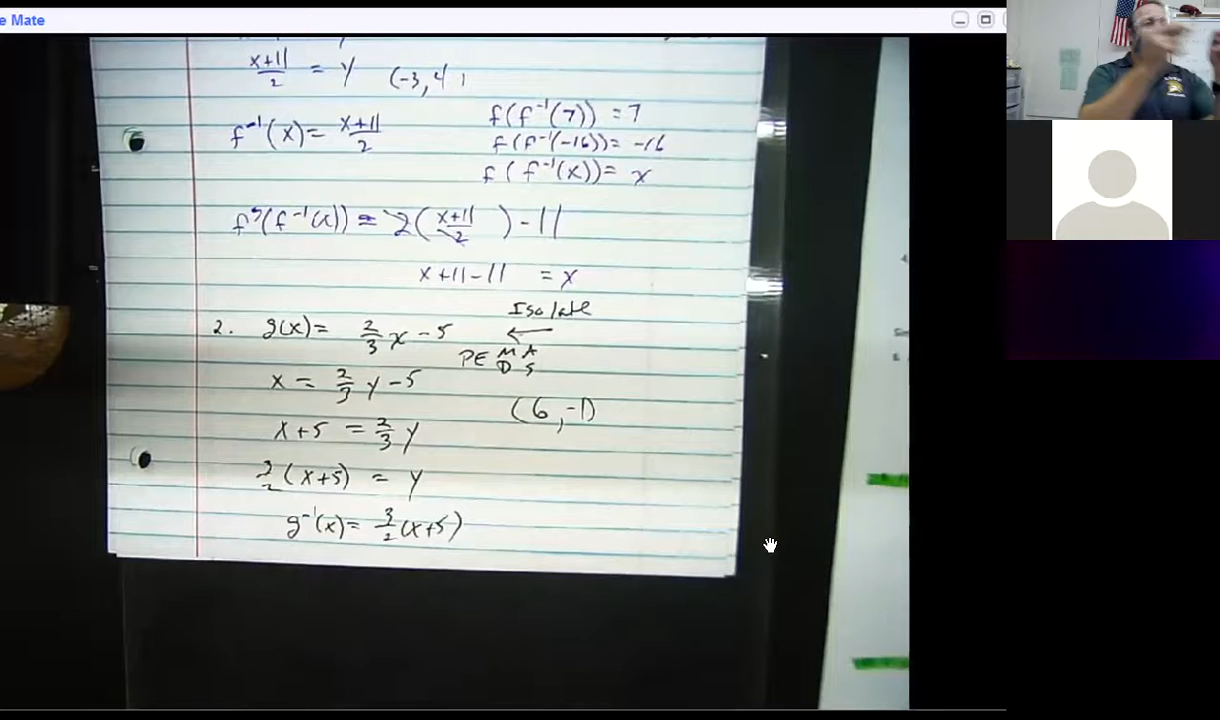 e Mate
x+11/2 = y (-3,4
f⁻¹(x)= x+11/2
f(f⁻¹(7)) = 7
f(f⁻¹(-16))= -16
f(f⁻¹(x))= x
(f⁻¹(x)) = 2(x+11/2) -11
x+11-11 = x
Isolate
←
2. g(x)= 2/3 x - 5
PE M A
D S
x = 2/3 y -5
(6,-1)
x+5 = 2/3 y
3/2 (x+5) = y
g⁻¹(x)= 3/2 (x+5)